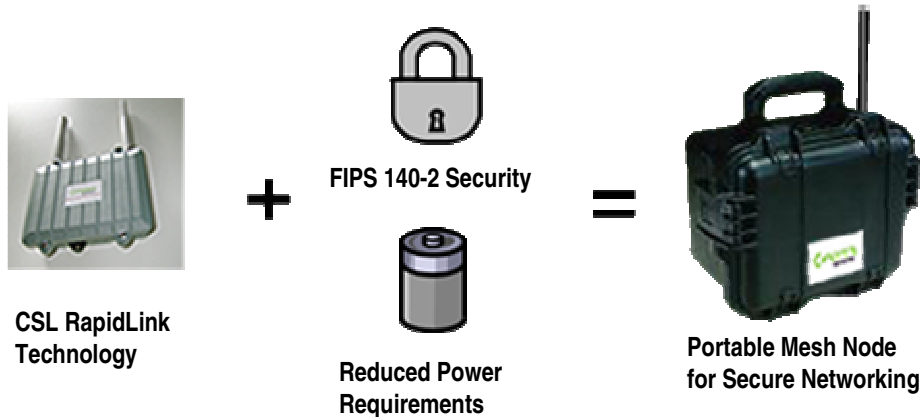 FIPS 140-2 Security
CSL RapidLink
Technology
Reduced Power
Requirements
Portable Mesh Node
for Secure Networking